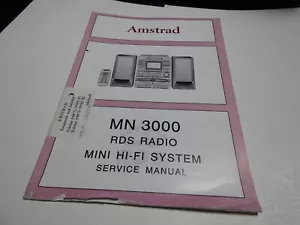 Amstrad
MN 3000
RDS RADIO
MINI HI-FI SYSTEM
SERVICE MANUAL